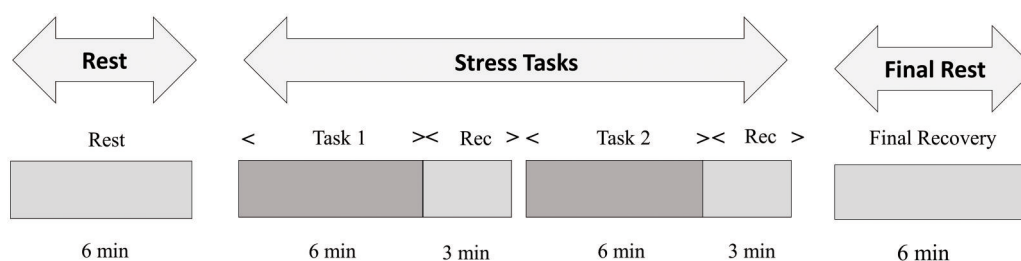 Rest Stress Tasks Final Rest
Rest < Task 1 >< Rec > < Task 2 >< Rec > Final Recovery
6 min 6 min 3 min 6 min 3 min 6 min